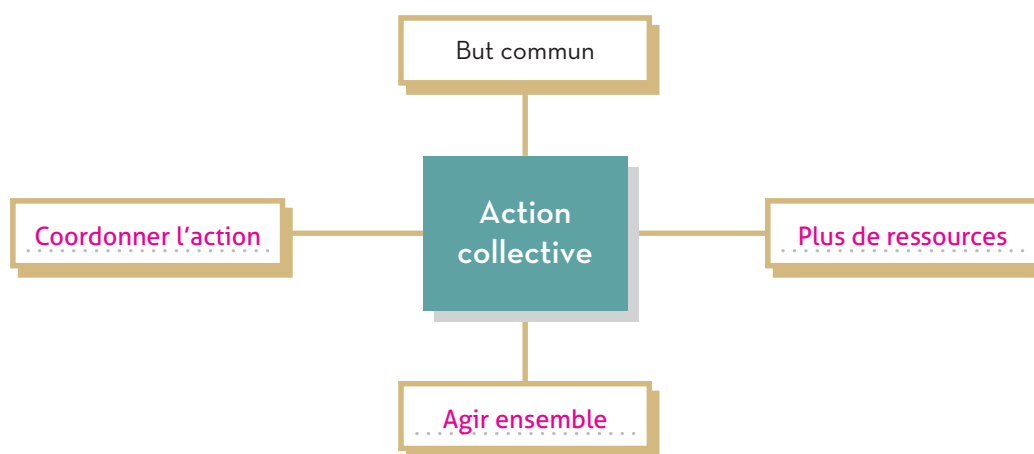 But commun
Coordonner l'action
Action
collective
Plus de ressources
Agir ensemble